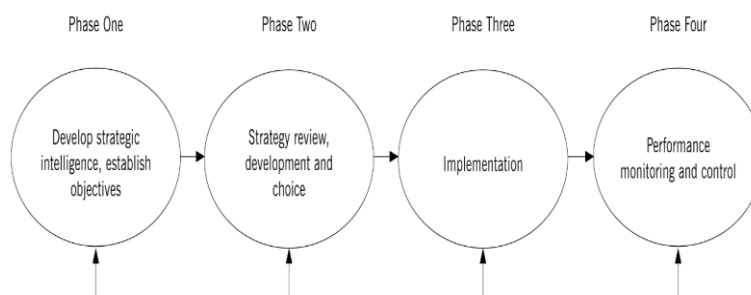 Phase One
Phase Two
Phase Three
Phase Four
Develop strategic
intelligence, establish
objectives
Strategy review,
development and
choice
Implementation
Performance
monitoring and control